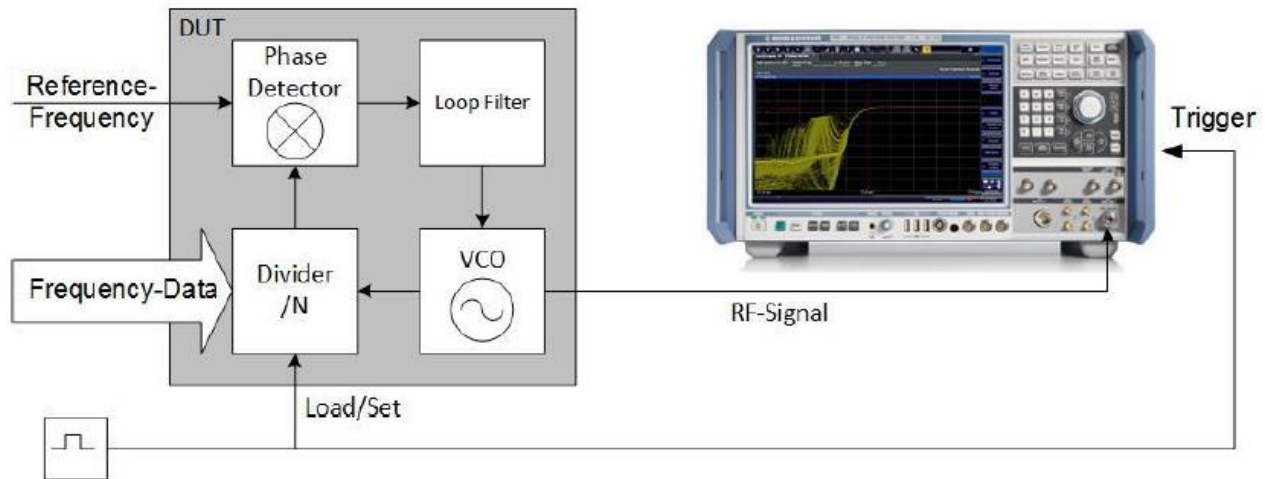 DUT
Phase
Detector
Reference-
Frequency
Loop Filter
Trigger
Frequency-Data
Divider
/N
VCO
RF-Signal
Load/Set